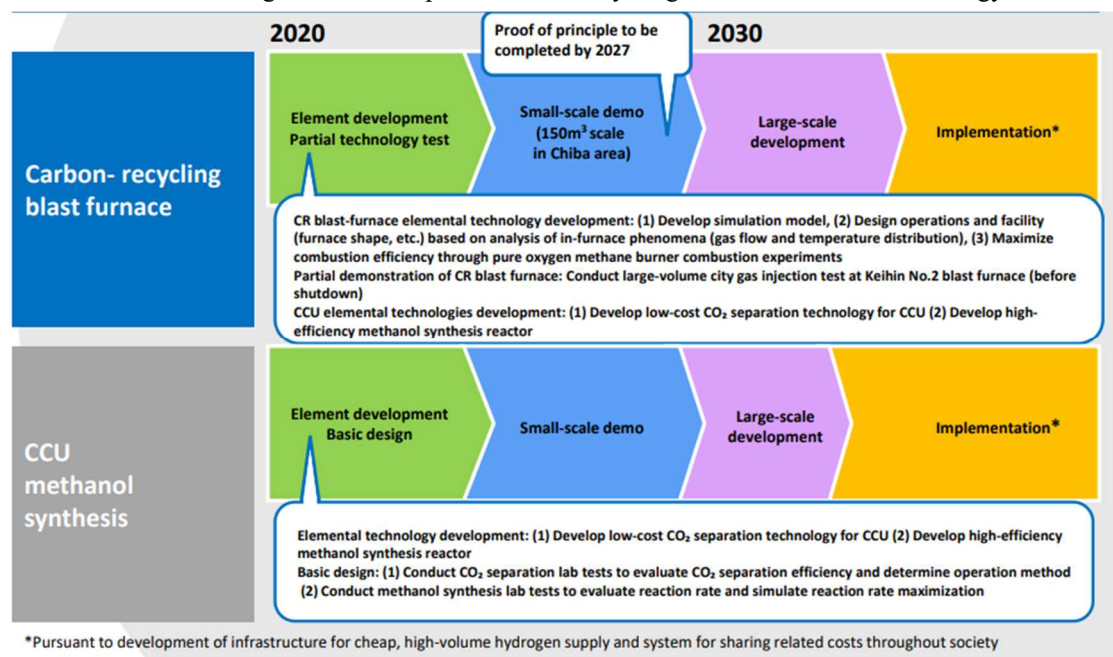 2020
Proof of principle to be
completed by 2027
2030
Carbon- recycling
blast furnace
Element development
Partial technology test
Small-scale demo
(150m³ scale
in Chiba area)
Large-scale
development
Implementation*
CR blast-furnace elemental technology development: (1) Develop simulation model, (2) Design operations and facility
(furnace shape, etc.) based on analysis of in-furnace phenomena (gas flow and temperature distribution), (3) Maximize
combustion efficiency through pure oxygen methane burner combustion experiments
Partial demonstration of CR blast furnace: Conduct large-volume city gas injection test at Keihin No.2 blast furnace (before
shutdown)
CCU elemental technologies development: (1) Develop low-cost CO₂ separation technology for CCU (2) Develop high-
efficiency methanol synthesis reactor
CCU
methanol
synthesis
Element development
Basic design
Small-scale demo
Large-scale
development
Implementation*
Elemental technology development: (1) Develop low-cost CO₂ separation technology for CCU (2) Develop high-efficiency
methanol synthesis reactor
Basic design: (1) Conduct CO₂ separation lab tests to evaluate CO₂ separation efficiency and determine operation method
(2) Conduct methanol synthesis lab tests to evaluate reaction rate and simulate reaction rate maximization
*Pursuant to development of infrastructure for cheap, high-volume hydrogen supply and system for sharing related costs throughout society